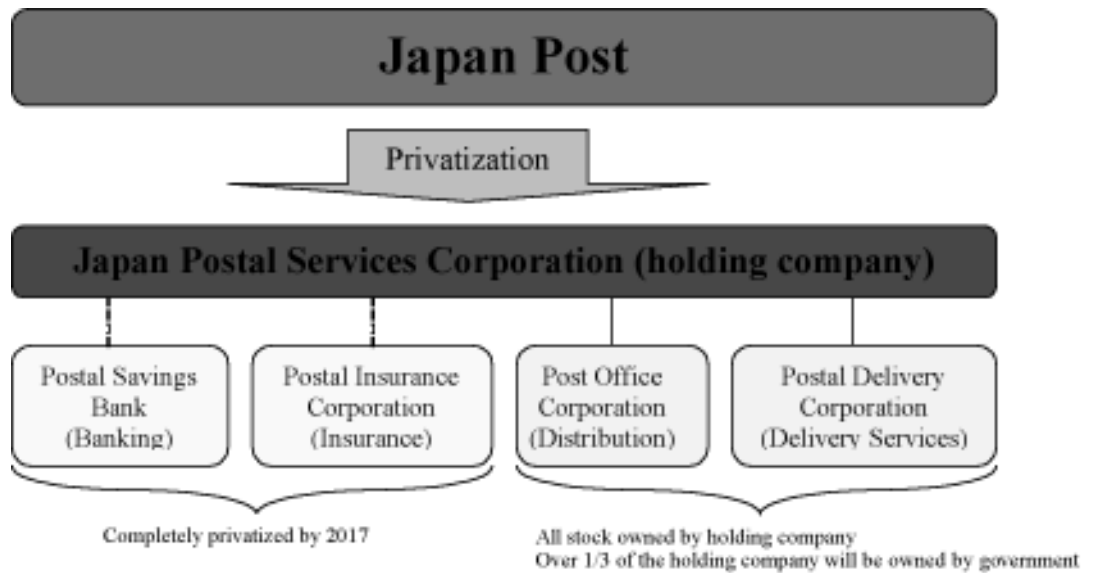 Japan Post
Privatization
Japan Postal Services Corporation (holding company)
Postal Savings
Bank
(Banking)
Postal Insurance
Corporation
(Insurance)
Post Office
Corporation
(Distribution)
Postal Delivery
Corporation
(Delivery Services)
Completely privatized by 2017
All stock owned by holding company
Over 1/3 of the holding company will be owned by government